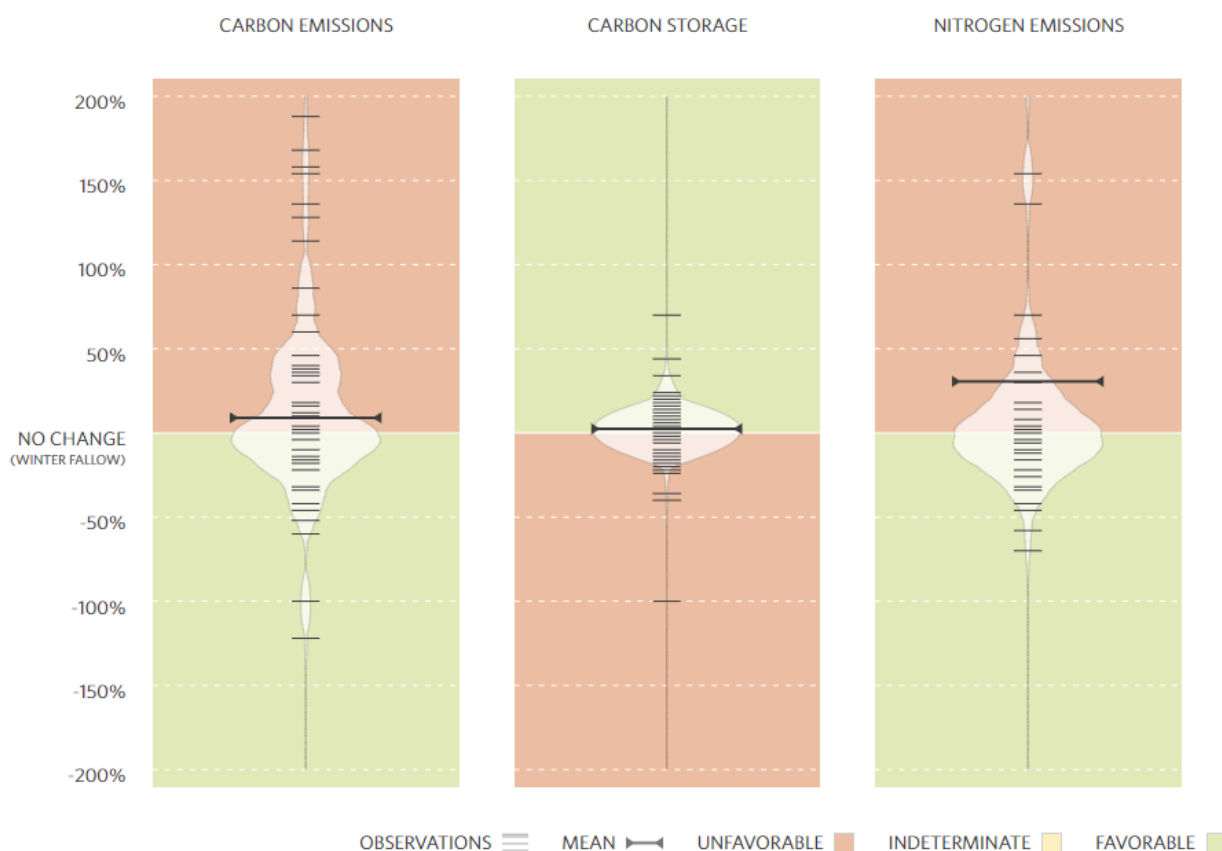 CARBON EMISSIONS CARBON STORAGE NITROGEN EMISSIONS
200%
150%
100%
50%
NO CHANGE
(WINTER FALLOW)
-50%
-100%
-150%
-200%
OBSERVATIONS MEAN UNFAVORABLE INDETERMINATE FAVORABLE